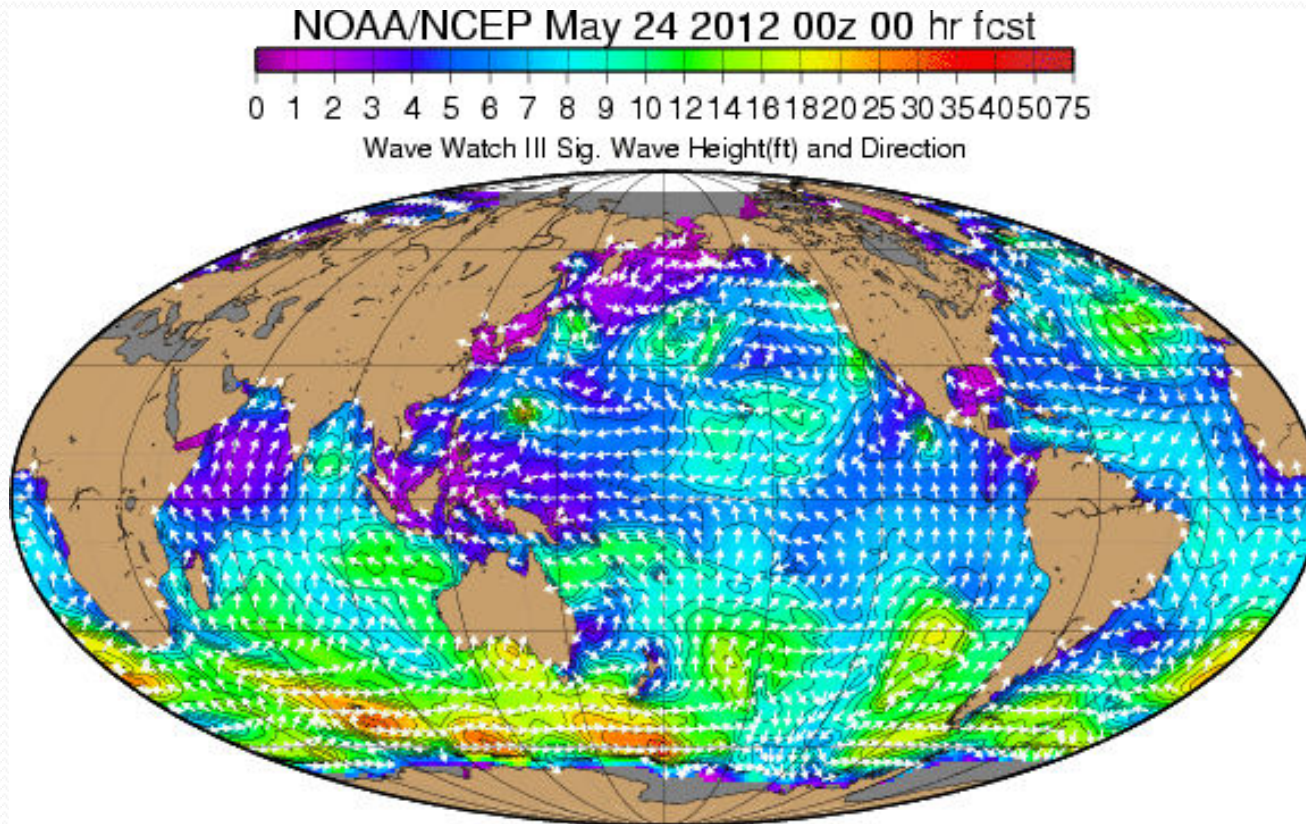 NOAA/NCEP May 24 2012 00z 00 hr fcst
0 1 2 3 4 5 6 7 8 9 10 12 14 16 18 20 25 30 35 40 50 75
Wave Watch III Sig. Wave Height(ft) and Direction